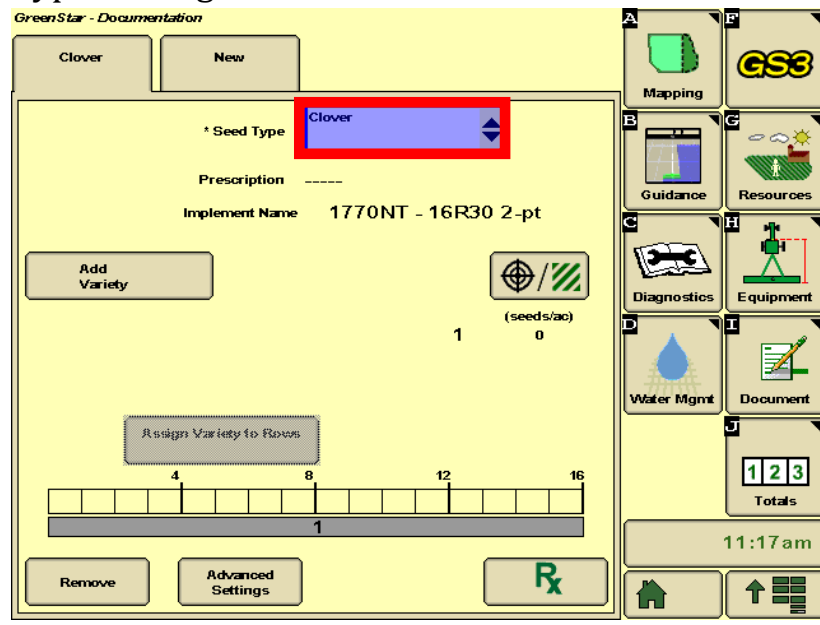 GreenStar - Documentation
Clover
New
* Seed Type
Clover
Prescription -----
Implement Name 1770NT - 16R30 2-pt
Add
Variety
(seeds/ac)
1 0
Assign Variety to Rows
4 8 12 16
1
Remove
Advanced
Settings
Rx
A
Mapping
F
GS3
B
Guidance
G
Resources
C
Diagnostics
H
Equipment
D
Water Mgmt
I
Document
J
1 2 3
Totals
11:17am